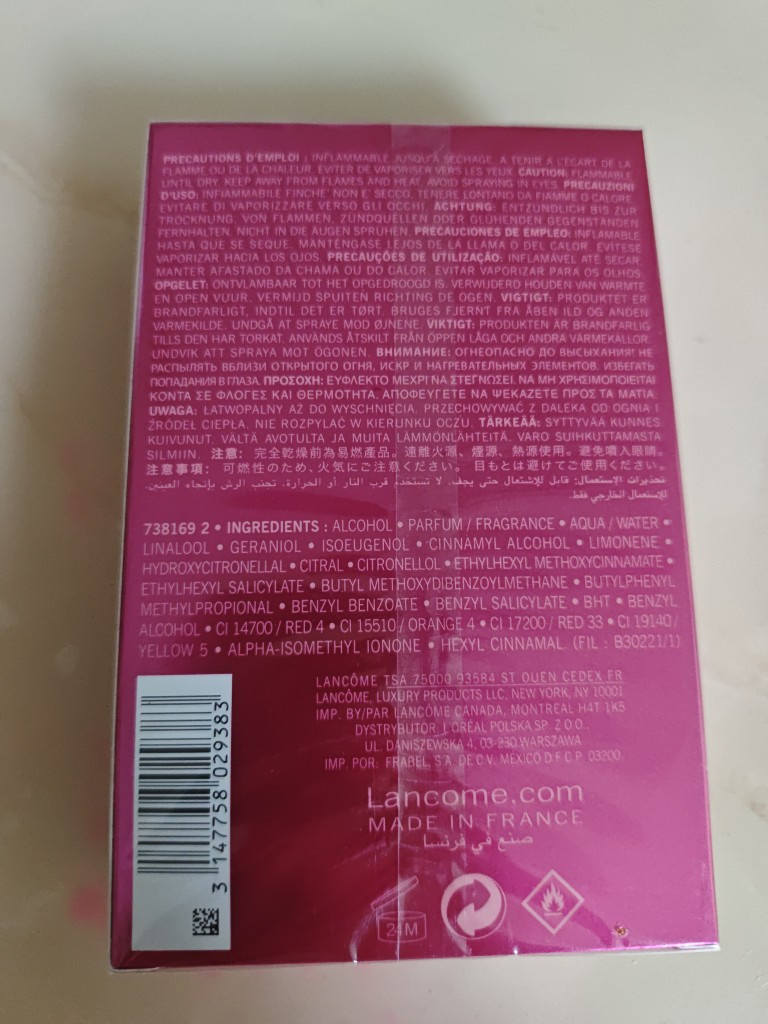 PRECAUTIONS D'EMPLOI : INFLAMMABLE JUSQU'À SÉCHAGE. À TENIR À L'ÉCART DE LA
FLAMME OU DE LA CHALEUR. ÉVITER DE VAPORISER VERS LES YEUX. CAUTION: FLAMMABLE
UNTIL DRY. KEEP AWAY FROM FLAMES AND HEAT. AVOID SPRAYING IN EYES. PRECAUZIONI
D'USO: INFIAMMABILE FINCHE' NON È SECCO. TENERE LONTANO DA FIAMME O CALORE.
EVITARE DI VAPORIZZARE VERSO GLI OCCHI. ACHTUNG: ENTZÜNDLICH BIS ZUR
TROCKNUNG. VON FLAMMEN, ZÜNDQUELLEN ODER GLÜHENDEN GEGENSTÄNDEN
FERNHALTEN. NICHT IN DIE AUGEN SPRÜHEN. PRECAUCIONES DE EMPLEO: INFLAMABLE
HASTA QUE SE SEQUE. MANTÉNGASE LEJOS DE LA LLAMA O DEL CALOR. EVÍTESE
VAPORIZAR HACIA LOS OJOS. PRECAUÇÕES DE UTILIZAÇÃO: INFLAMÁVEL ATÉ SECAR.
MANTER AFASTADO DA CHAMA OU DO CALOR. EVITAR VAPORIZAR PARA OS OLHOS.
OPGELET: ONTVLAMBAAR TOT HET OPGEDROOGD IS. VERWIJDERD HOUDEN VAN WARMTE
EN OPEN VUUR. VERMIJD SPUITEN RICHTING DE OGEN. VIGTIGT: PRODUKTET ER
BRANDFARLIGT, INDTIL DET ER TØRT. BRUGES FJERNT FRA ÅBEN ILD OG ANDEN
VARMEKILDE. UNDGÅ AT SPRAYE MOD ØJNENE. VIKTIGT: PRODUKTEN ÄR BRANDFARLIG
TILLS DEN HAR TORKAT. ANVÄNDS ÅTSKILT FRÅN ÖPPEN LÅGA OCH ANDRA VÄRMEKÄLLOR.
UNDVIK ATT SPRAYA MOT ÖGONEN. ВНИМАНИЕ: ОГНЕОПАСНО ДО ВЫСЫХАНИЯ! НЕ
РАСПЫЛЯТЬ ВБЛИЗИ ОТКРЫТОГО ОГНЯ, ИСКР И НАГРЕВАТЕЛЬНЫХ ЭЛЕМЕНТОВ. ИЗБЕГАТЬ
ПОПАДАНИЯ В ГЛАЗА. ΠΡΟΣΟΧΗ: ΕΥΦΛΕΚΤΟ ΜΕΧΡΙ ΝΑ ΣΤΕΓΝΩΣΕΙ. ΝΑ ΜΗ ΧΡΗΣΙΜΟΠΟΙΕΙΤΑΙ
ΚΟΝΤΑ ΣΕ ΦΛΟΓΕΣ ΚΑΙ ΘΕΡΜΟΤΗΤΑ. ΑΠΟΦΕΥΓΕΤΕ ΝΑ ΨΕΚΑΖΕΤΕ ΠΡΟΣ ΤΑ ΜΑΤΙΑ.
UWAGA: ŁATWOPALNY AŻ DO WYSCHNIĘCIA. PRZECHOWYWAĆ Z DALEKA OD OGNIA I
ŹRÓDEŁ CIEPŁA. NIE ROZPYLAĆ W KIERUNKU OCZU. TÄRKEÄÄ: SYTTYVÄÄ KUNNES
KUIVUNUT. VÄLTÄ AVOTULTA JA MUITA LÄMMÖNLÄHTEITÄ. VARO SUIHKUTTAMASTA
SILMIIN. 注意: 完全乾燥前為易燃產品。遠離火源、煙源、熱源使用。避免噴入眼睛。
注意事項: 可燃性のため、火気にご注意ください。目もとは避けてご使用ください。
تحذيرات الإستعمال: قابل للإشتعال حتى يجف. لا تستخدم قرب النار أو الحرارة. تجنب الرش بإتجاه العينين.
للإستعمال الخارجي فقط.
738169 2 • INGREDIENTS : ALCOHOL • PARFUM / FRAGRANCE • AQUA / WATER •
LINALOOL • GERANIOL • ISOEUGENOL • CINNAMYL ALCOHOL • LIMONENE •
HYDROXYCITRONELLAL • CITRAL • CITRONELLOL • ETHYLHEXYL METHOXYCINNAMATE •
ETHYLHEXYL SALICYLATE • BUTYL METHOXYDIBENZOYLMETHANE • BUTYLPHENYL
METHYLPROPIONAL • BENZYL BENZOATE • BENZYL SALICYLATE • BHT • BENZYL
ALCOHOL • CI 14700 / RED 4 • CI 15510 / ORANGE 4 • CI 17200 / RED 33 • CI 19140 /
YELLOW 5 • ALPHA-ISOMETHYL IONONE • HEXYL CINNAMAL (FIL : B30221/1)
LANCÔME TSA 75000 93584 ST OUEN CEDEX FR
LANCÔME, LUXURY PRODUCTS LLC, NEW YORK, NY 10001
IMP. BY/PAR LANCÔME CANADA, MONTRÉAL H4T 1K5
DYSTRYBUTOR: L'ORÉAL POLSKA SP. Z O.O.,
UL. DANISZEWSKA 4, 03-230 WARSZAWA
IMP. POR: FRABEL, S.A. DE C.V. MÉXICO D.F C.P. 03200.
Lancome.com
MADE IN FRANCE
صنع في فرنسا
3 147758 029383
24M